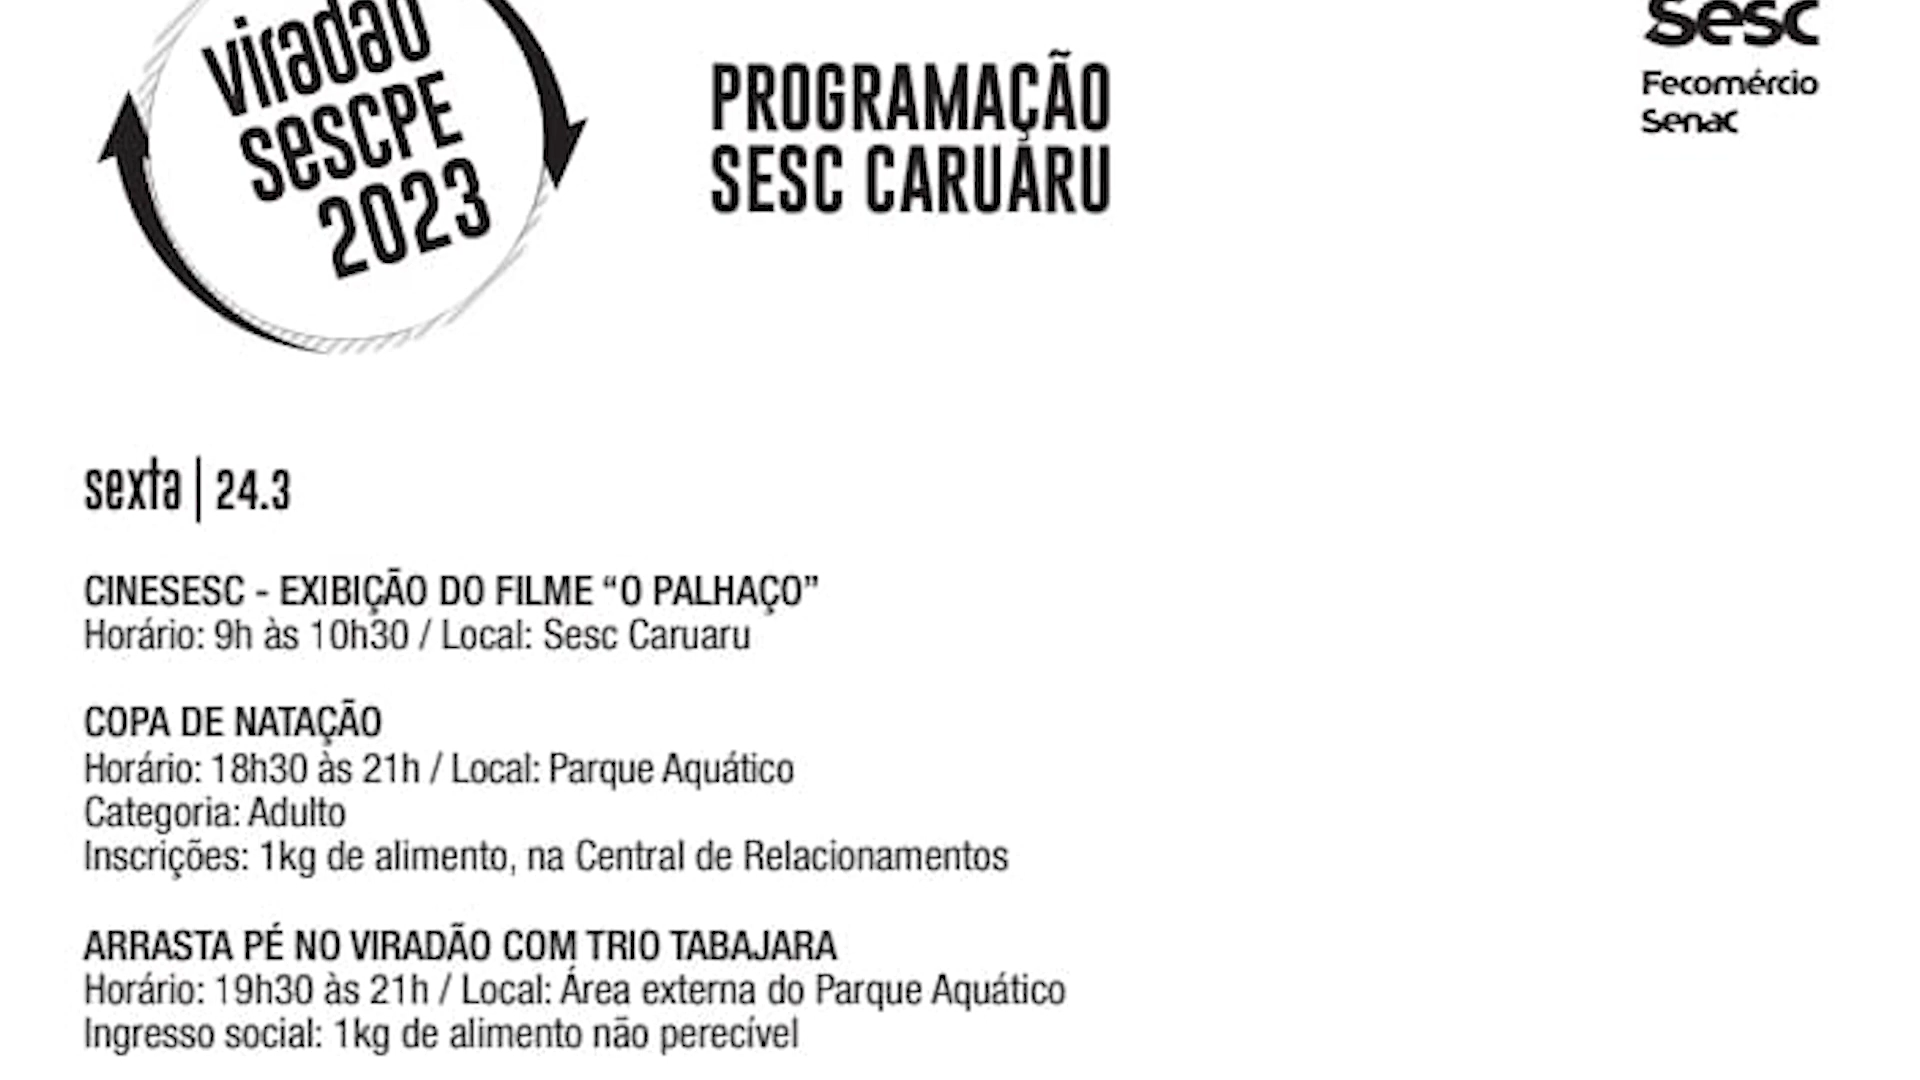 viradão
sescPE
2023
PROGRAMAÇÃO
SESC CARUARU
Sesc
Fecomércio
Senac
sexta | 24.3
CINESESC - EXIBIÇÃO DO FILME “O PALHAÇO”
Horário: 9h às 10h30 / Local: Sesc Caruaru
COPA DE NATAÇÃO
Horário: 18h30 às 21h / Local: Parque Aquático
Categoria: Adulto
Inscrições: 1kg de alimento, na Central de Relacionamentos
ARRASTA PÉ NO VIRADÃO COM TRIO TABAJARA
Horário: 19h30 às 21h / Local: Área externa do Parque Aquático
Ingresso social: 1kg de alimento não perecível